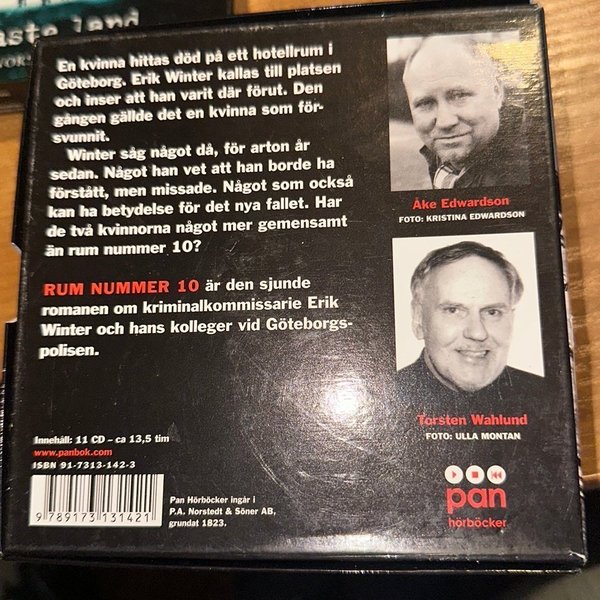 aste land
En kvinna hittas död på ett hotellrum i
Göteborg. Erik Winter kallas till platsen
och inser att han varit där förut. Den
gången gällde det en kvinna som för-
svunnit.
Winter såg något då, för arton år
sedan. Något han vet att han borde ha
förstått, men missade. Något som också
kan ha betydelse för det nya fallet. Har
de två kvinnorna något mer gemensamt
än rum nummer 10?
RUM NUMMER 10 är den sjunde
romanen om kriminalkommissarie Erik
Winter och hans kolleger vid Göteborgs-
polisen.
Åke Edwardson
FOTO: KRISTINA EDWARDSON
Torsten Wahlund
FOTO: ULLA MONTAN
Innehåll: 11 CD – ca 13,5 tim
www.panbok.com
ISBN 91-7313-142-3
9 789173 131421
Pan Hörböcker ingår i
P.A. Norstedt & Söner AB,
grundat 1823.
pan
hörböcker